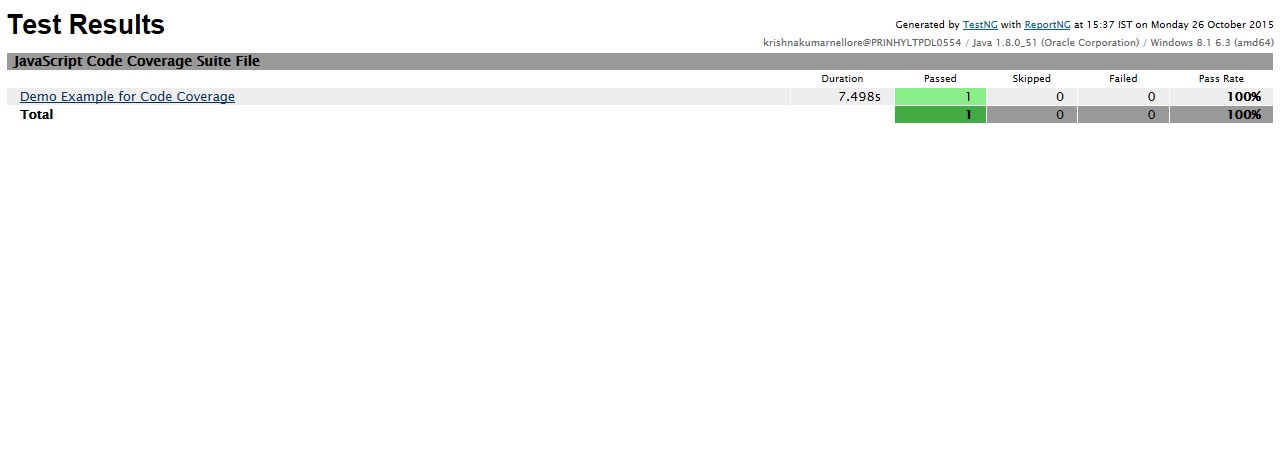 Test Results
Generated by TestNG with ReportNG at 15:37 IST on Monday 26 October 2015
krishnakumarnellore@PRINHYLTPDL0554 / Java 1.8.0_51 (Oracle Corporation) / Windows 8.1 6.3 (amd64)
JavaScript Code Coverage Suite File
Duration Passed Skipped Failed Pass Rate
Demo Example for Code Coverage 7.498s 1 0 0 100%
Total 1 0 0 100%